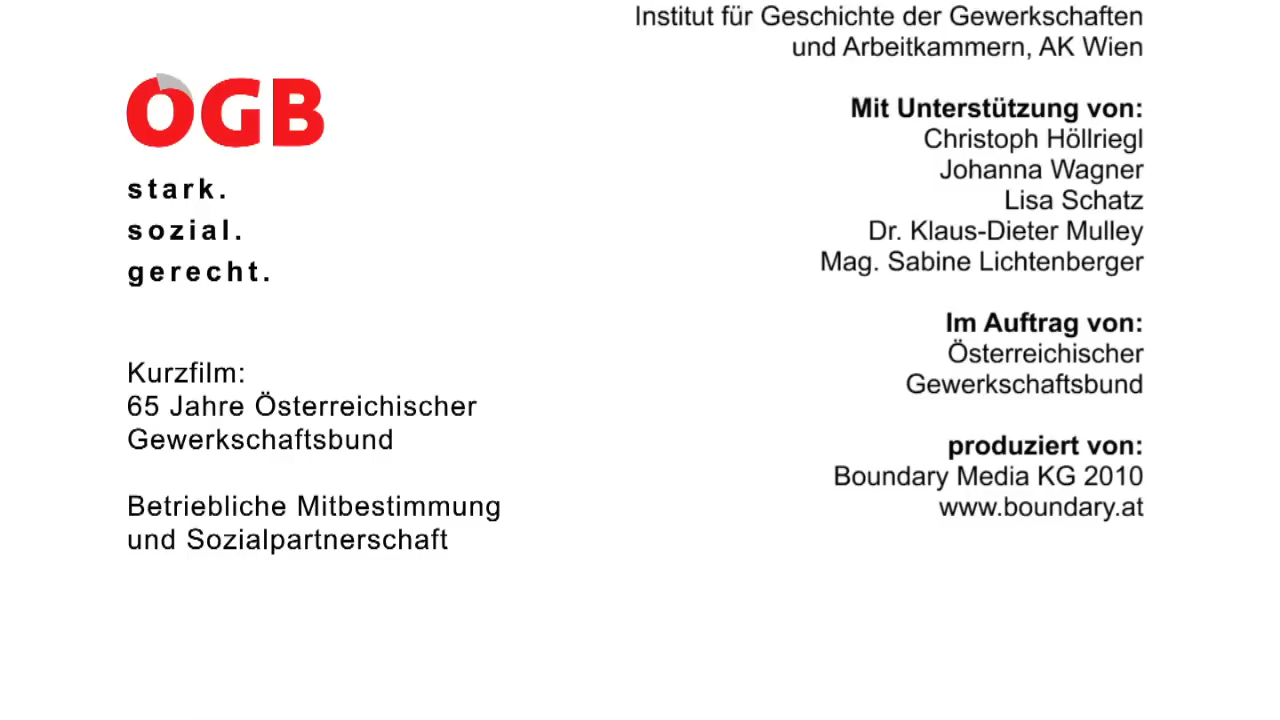 ÖGB
stark.
sozial.
gerecht.
Kurzfilm:
65 Jahre Österreichischer
Gewerkschaftsbund
Betriebliche Mitbestimmung
und Sozialpartnerschaft
Institut für Geschichte der Gewerkschaften
und Arbeitkammern, AK Wien
Mit Unterstützung von:
Christoph Höllriegl
Johanna Wagner
Lisa Schatz
Dr. Klaus-Dieter Mulley
Mag. Sabine Lichtenberger
Im Auftrag von:
Österreichischer
Gewerkschaftsbund
produziert von:
Boundary Media KG 2010
www.boundary.at